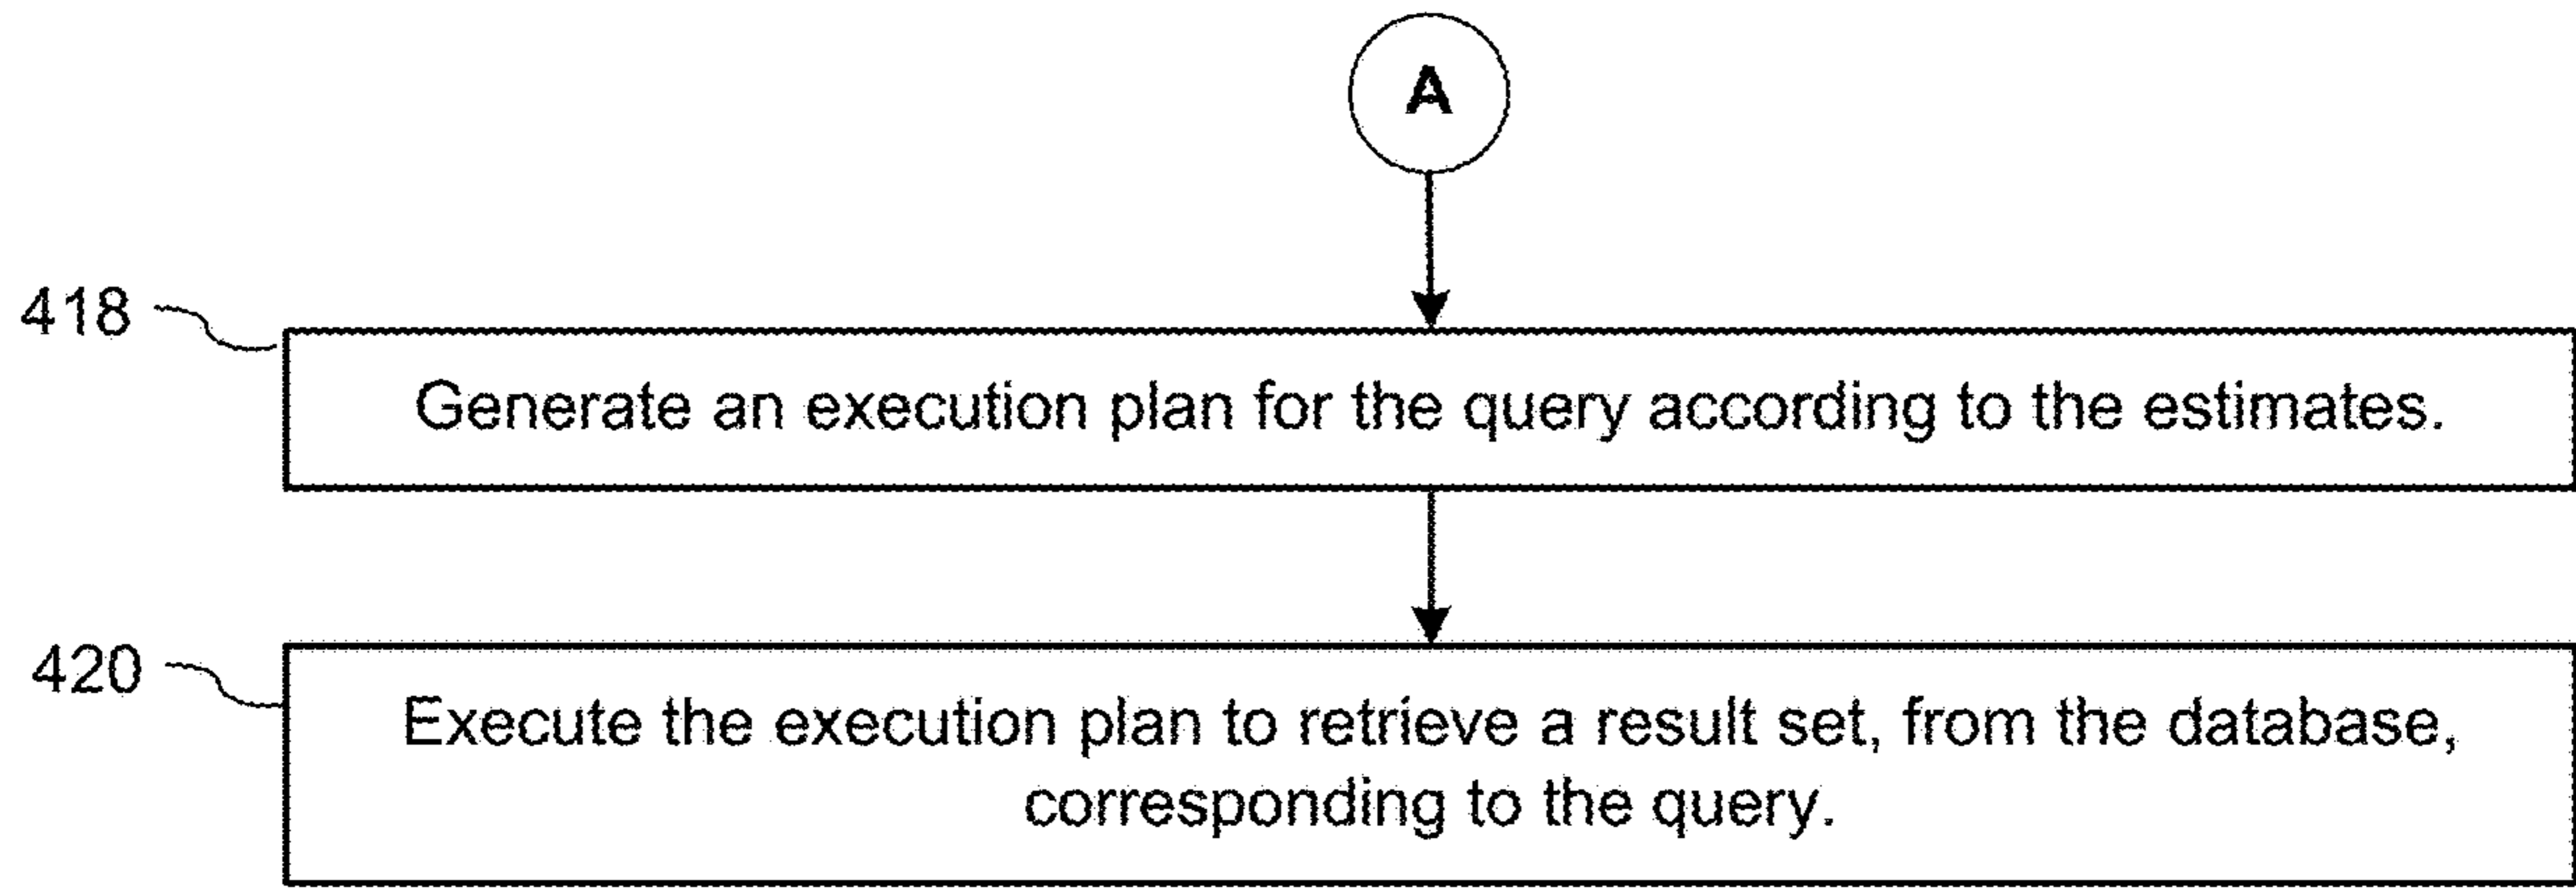 A
418
Generate an execution plan for the query according to the estimates.
420
Execute the execution plan to retrieve a result set, from the database,
corresponding to the query.